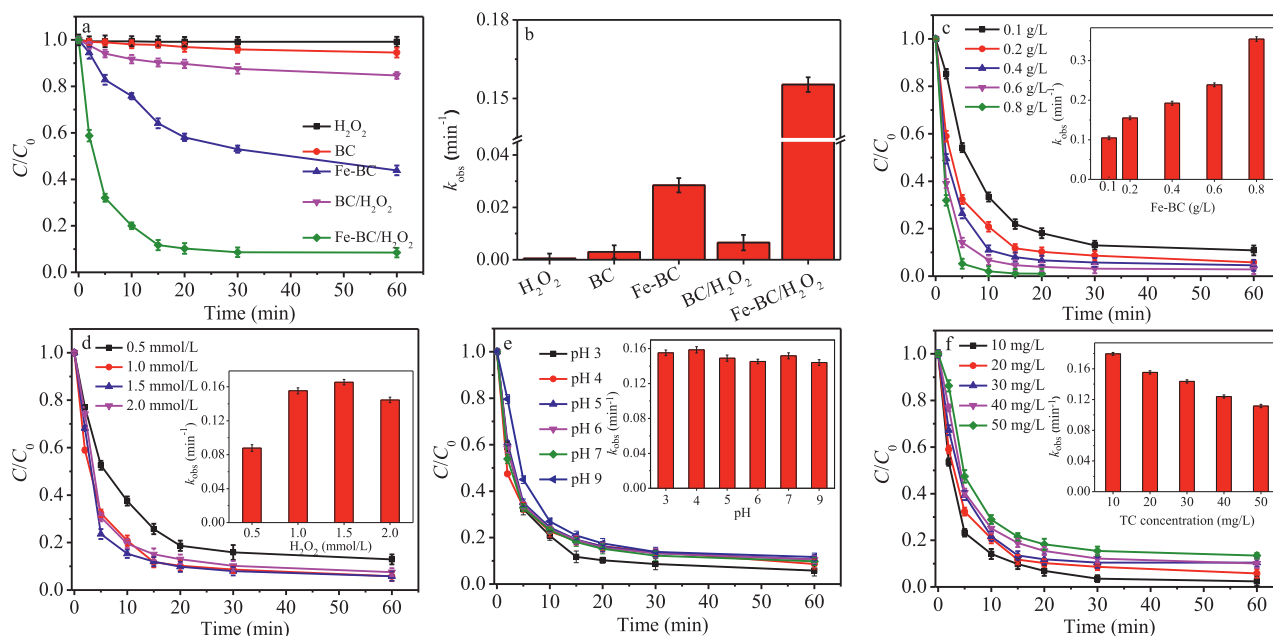 a
C/C0
1.0
0.8
0.6
0.4
0.2
0.0
H2O2
BC
Fe-BC
BC/H2O2
Fe-BC/H2O2
0 10 20 30 40 50 60
Time (min)
b
kobs (min-1)
0.18
0.15
0.04
0.02
0.00
H2O2
BC
Fe-BC
BC/H2O2
Fe-BC/H2O2
c
C/C0
1.0
0.8
0.6
0.4
0.2
0.0
0.1 g/L
0.2 g/L
0.4 g/L
0.6 g/L
0.8 g/L
kobs (min-1)
0.3
0.2
0.1
0.0
0.1 0.2 0.4 0.6 0.8
Fe-BC (g/L)
0 10 20 30 40 50 60
Time (min)
d
C/C0
1.0
0.8
0.6
0.4
0.2
0.0
0.5 mmol/L
1.0 mmol/L
1.5 mmol/L
2.0 mmol/L
kobs (min-1)
0.16
0.12
0.09
0.04
0.00
0.5 1.0 1.5 2.0
H2O2 (mmol/L)
0 10 20 30 40 50 60
Time (min)
e
C/C0
1.0
0.8
0.6
0.4
0.2
0.0
pH 3
pH 4
pH 5
pH 6
pH 7
pH 9
kobs (min-1)
0.16
0.12
0.08
0.04
0.00
3 4 5 6 7 9
pH
0 10 20 30 40 50 60
Time (min)
f
C/C0
1.0
0.8
0.6
0.4
0.2
0.0
10 mg/L
20 mg/L
30 mg/L
40 mg/L
50 mg/L
kobs (min-1)
0.16
0.12
0.08
0.04
0.00
10 20 30 40 50
TC concentration (mg/L)
0 10 20 30 40 50 60
Time (min)